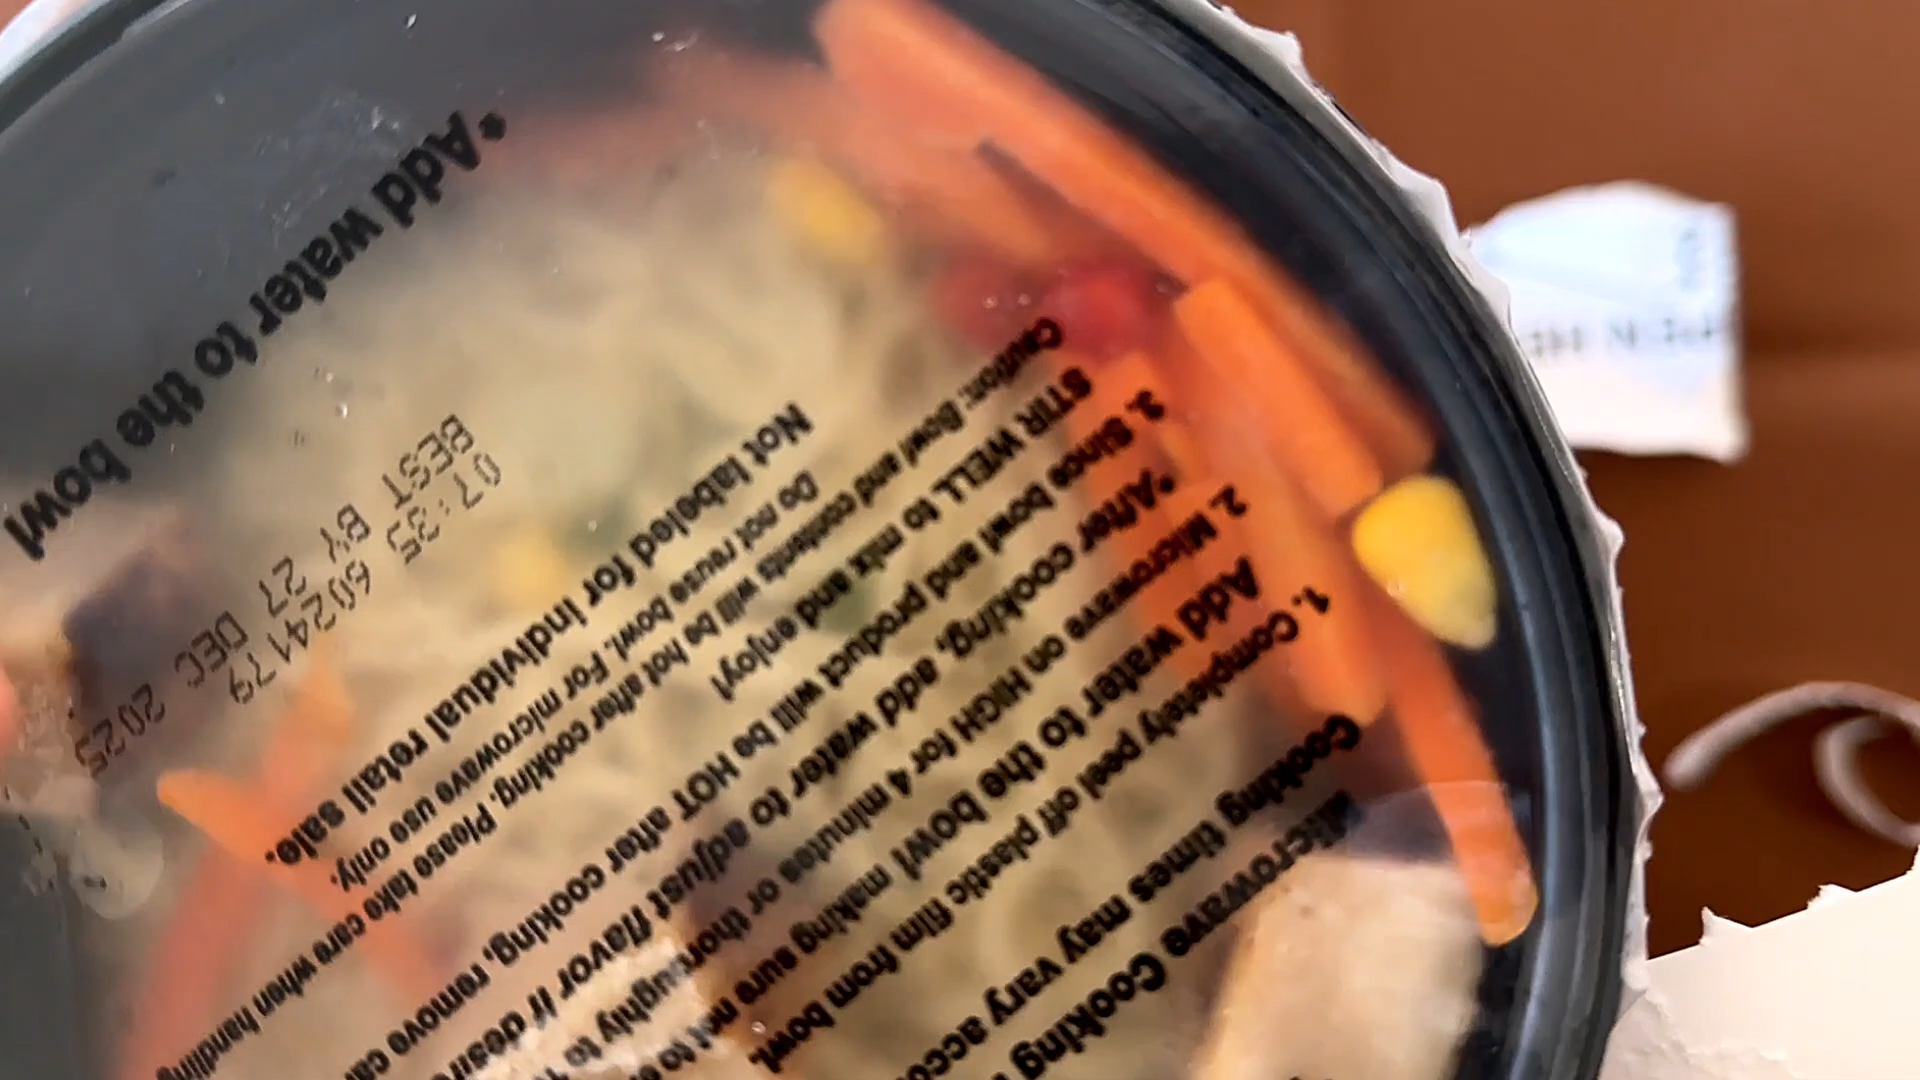 Microwave Cooking
Cooking times may vary
1. Completely peel off plastic film from bowl.
Add water to the bowl making sure not to
2. Microwave on HIGH for 4 minutes or thoroughly
*After cooking, add water to adjust flavor if
3. Since bowl and product will be HOT after cooking, remove
STIR WELL to mix and enjoy!
Caution: Bowl and contents will be hot after cooking. Please take care when handling
Do not reuse bowl. For microwave use only.
Not labeled for individual retail sale.
07:35 60241179
BEST BY 27 DEC 2025
*Add water to the bowl